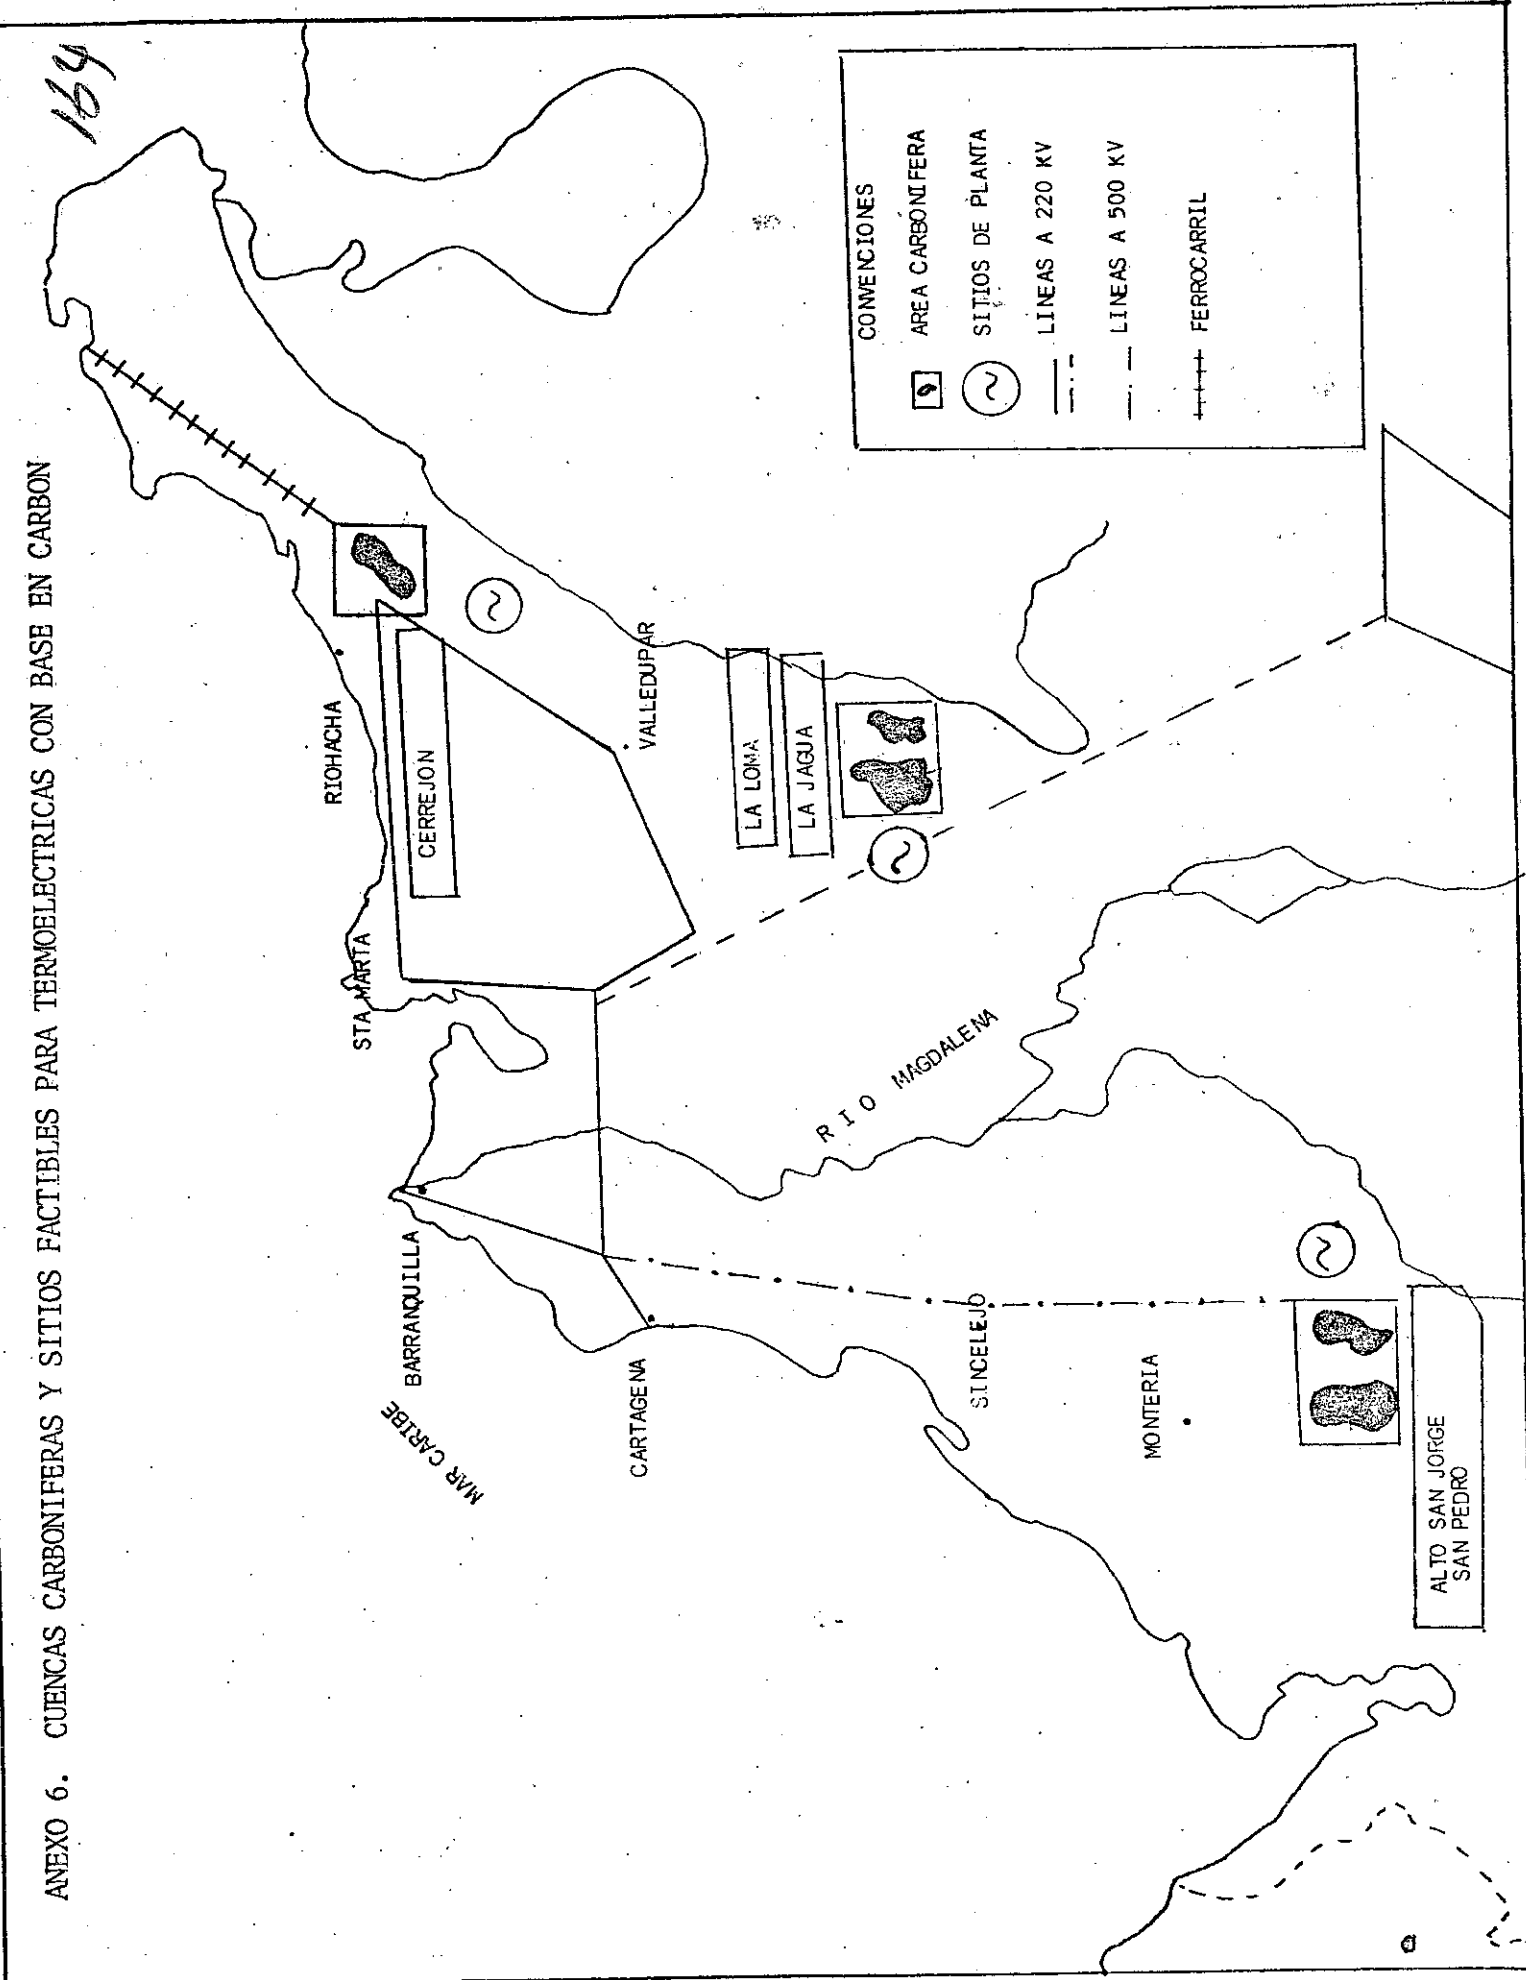 164
ANEXO 6. CUENCAS CARBONIFERAS Y SITIOS FACTIBLES PARA TERMOELECTRICAS CON BASE EN CARBON
RIOHACHA
STA MARTA
CERREJON
BARRANQUILLA
MAR CARIBE
VALLEDUPAR
CARTAGENA
LA LOMA
LA JAGUA
RIO MAGDALENA
SINCELEJO
MONTERIA
ALTO SAN JORGE
SAN PEDRO
CONVENCIONES
AREA CARBONIFERA
SITIOS DE PLANTA
LINEAS A 220 KV
LINEAS A 500 KV
FERROCARRIL